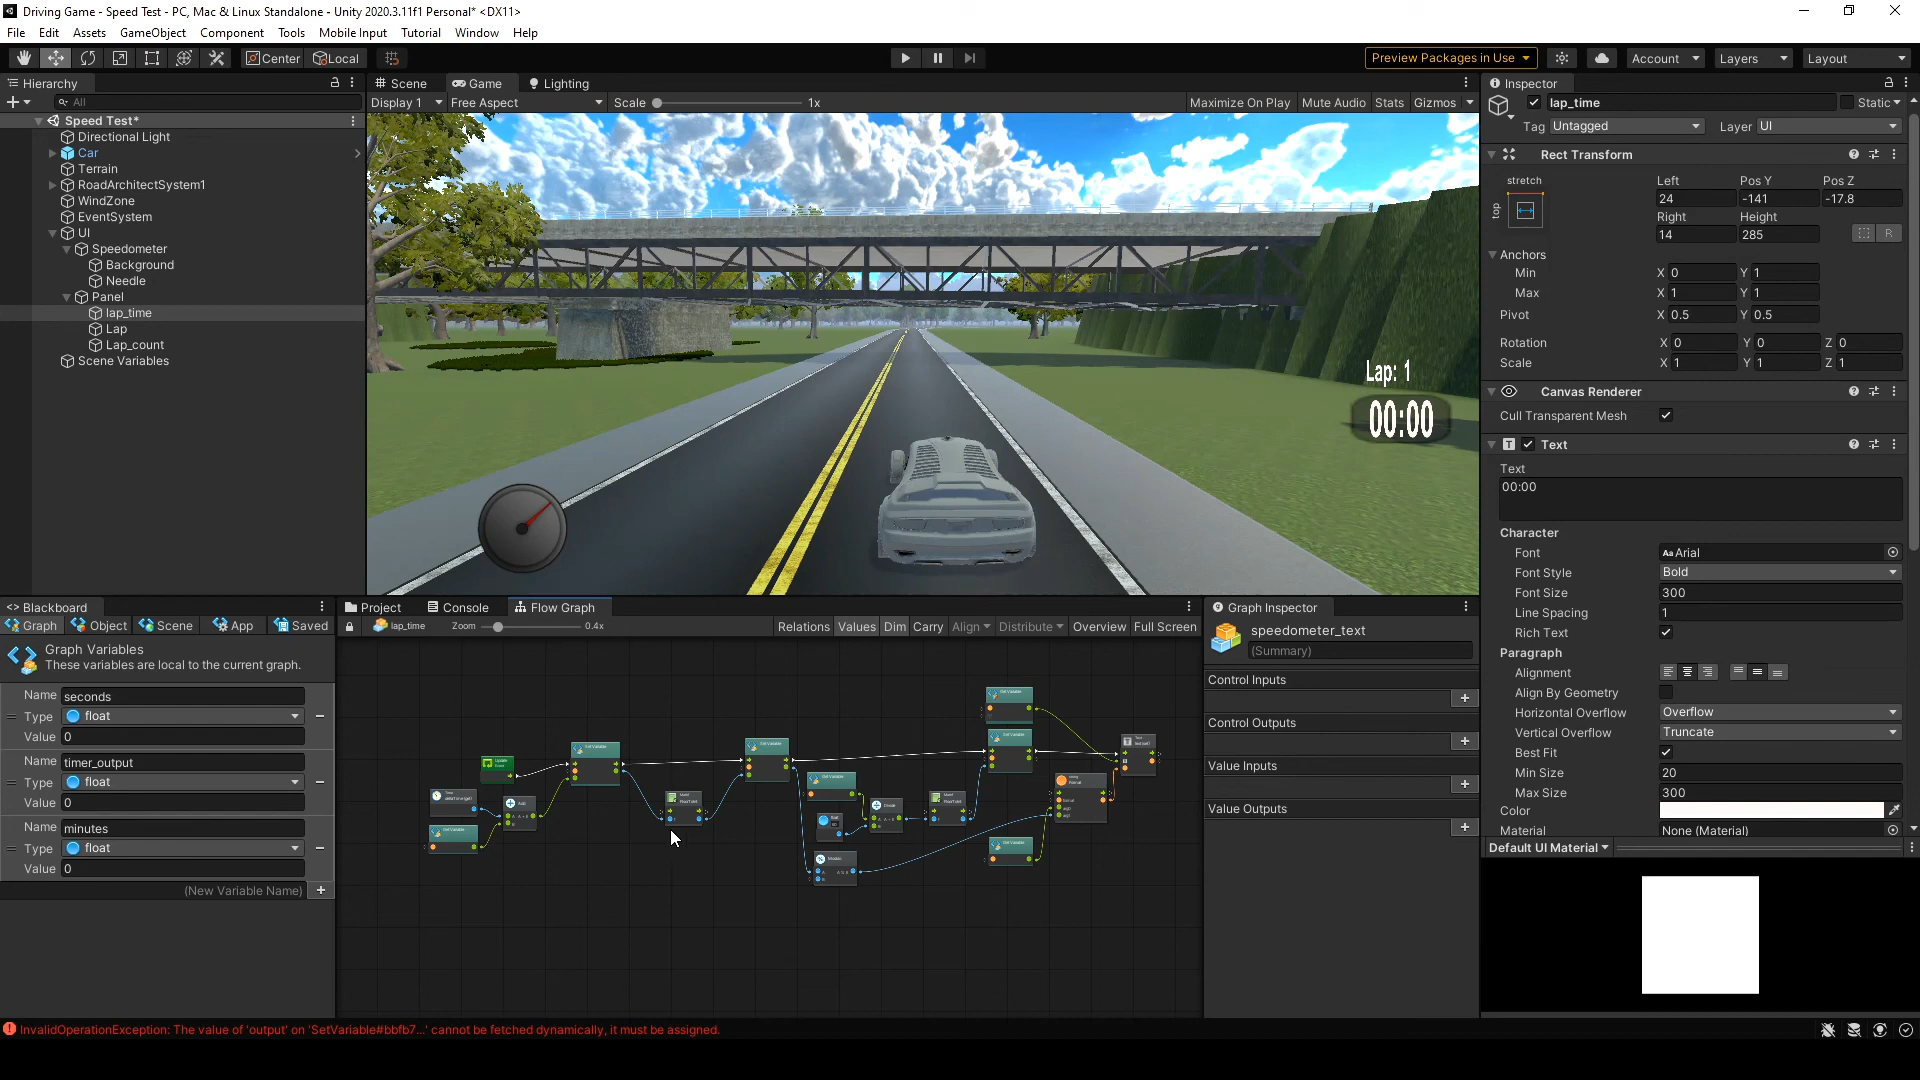 Driving Game - Speed Test - PC, Mac & Linux Standalone - Unity 2020.3.11f1 Personal* <DX11>
File Edit Assets GameObject Component Tools Mobile Input Tutorial Window Help
Center Local Preview Packages in Use Account Layers Layout
Hierarchy
All
Speed Test*
Directional Light
Car
Terrain
RoadArchitectSystem1
WindZone
EventSystem
UI
Speedometer
Background
Needle
Panel
lap_time
Lap
Lap_count
Scene Variables
Scene Game Lighting
Display 1 Free Aspect Scale 1x Maximize On Play Mute Audio Stats Gizmos
Lap: 1
00:00
Inspector
lap_time Static
Tag Untagged Layer UI
Rect Transform
stretch
top
Left Pos Y Pos Z
24 -141 -17.8
Right Height
14 285
R
Anchors
Min X 0 Y 1
Max X 1 Y 1
Pivot X 0.5 Y 0.5
Rotation X 0 Y 0 Z 0
Scale X 1 Y 1 Z 1
Canvas Renderer
Cull Transparent Mesh
Text
Text
00:00
Character
Font Aa Arial
Font Style Bold
Font Size 300
Line Spacing 1
Rich Text
Paragraph
Alignment
Align By Geometry
Horizontal Overflow Overflow
Vertical Overflow Truncate
Best Fit
Min Size 20
Max Size 300
Color
Material None (Material)
Default UI Material
<> Blackboard
Graph Object Scene App Saved
Graph Variables
These variables are local to the current graph.
Name seconds
Type float
Value 0
Name timer_output
Type float
Value 0
Name minutes
Type float
Value 0
(New Variable Name)
Project Console Flow Graph
lap_time Zoom 0.4x Relations Values Dim Carry Align Distribute Overview Full Screen
Graph Inspector
speedometer_text
(Summary)
Control Inputs
Control Outputs
Value Inputs
Value Outputs
InvalidOperationException: The value of 'output' on 'SetVariable#bbfb7...' cannot be fetched dynamically, it must be assigned.